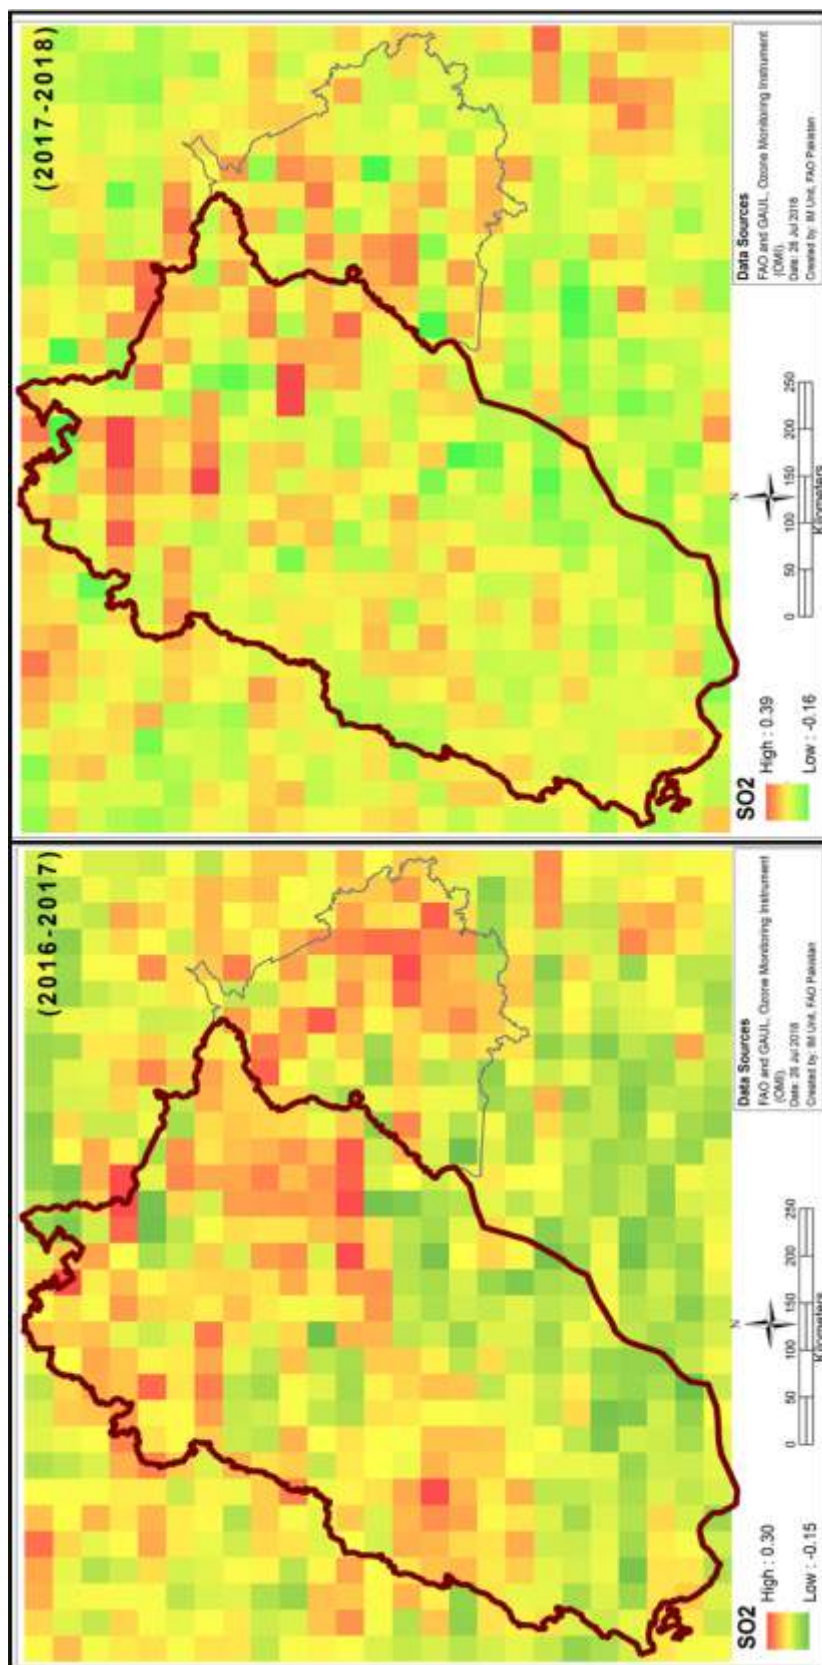 (2016-2017)
SO2
High : 0.30
Low : -0.15
N
0 50 100 150 200 250
Kilometers
Data Sources
FAO and GAUL, Ozone Monitoring Instrument
(OMI).
Date: 28 Jul 2018
Created by: IM Unit, FAO Pakistan
(2017-2018)
SO2
High : 0.39
Low : -0.16
N
0 50 100 150 200 250
Kilometers
Data Sources
FAO and GAUL, Ozone Monitoring Instrument
(OMI).
Date: 28 Jul 2018
Created by: IM Unit, FAO Pakistan